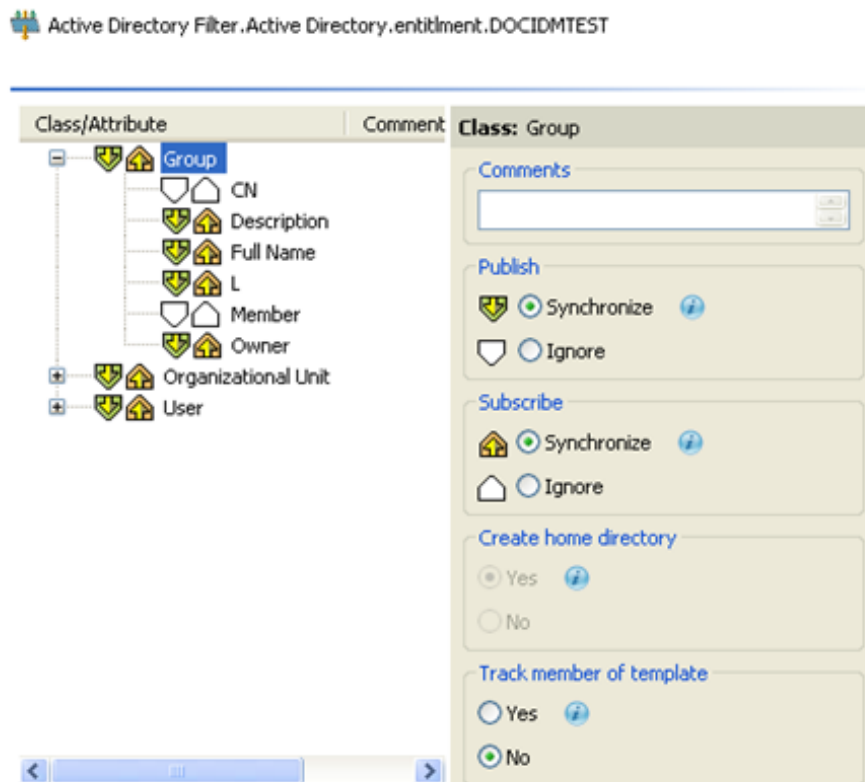 Active Directory Filter.Active Directory.entitlment.DOCIDMTEST
Class/Attribute Comment
Group
CN
Description
Full Name
L
Member
Owner
Organizational Unit
User
Class: Group
Comments
Publish
Synchronize
Ignore
Subscribe
Synchronize
Ignore
Create home directory
Yes
No
Track member of template
Yes
No